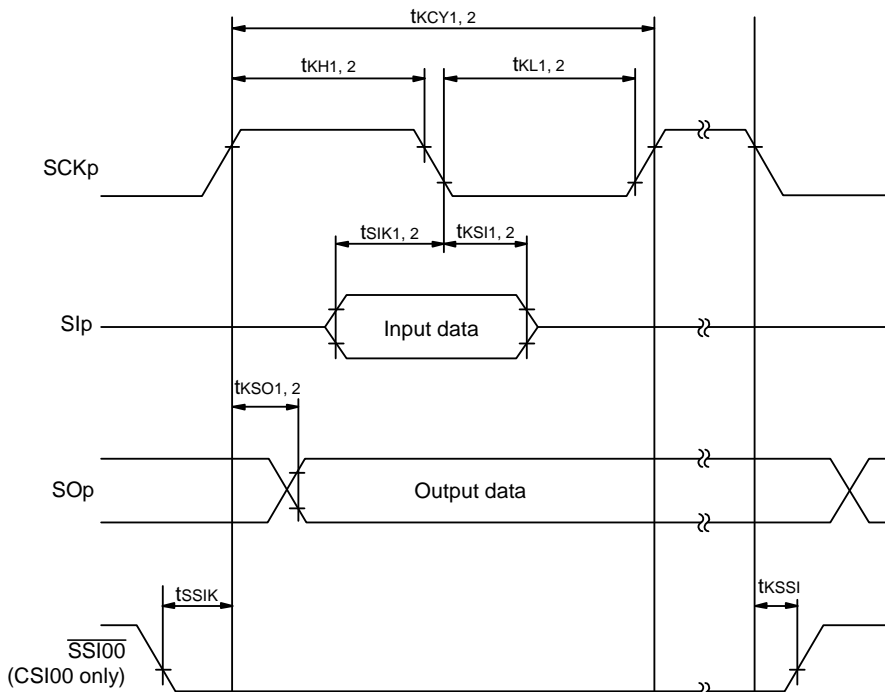 tKCY1, 2
tKH1, 2
tKL1, 2
SCKp
tSIK1, 2
tKSI1, 2
SIp
Input data
tKSO1, 2
SOp
Output data
tSSIK
tKSSI
SSI00
(CSI00 only)